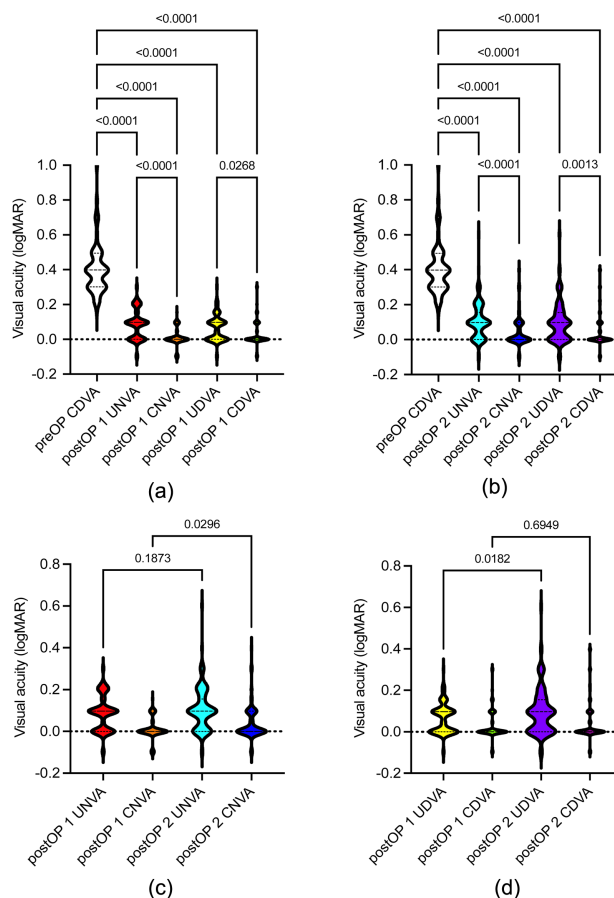 <0.0001
<0.0001
<0.0001
<0.0001
<0.0001
0.0268
1.0
0.8
0.6
0.4
0.2
0.0
-0.2
Visual acuity (logMAR)
preOP CDVA
postOP 1 UNVA
postOP 1 CNVA
postOP 1 UDVA
postOP 1 CDVA
(a)
<0.0001
<0.0001
<0.0001
<0.0001
<0.0001
0.0013
1.0
0.8
0.6
0.4
0.2
0.0
-0.2
Visual acuity (logMAR)
preOP CDVA
postOP 2 UNVA
postOP 2 CNVA
postOP 2 UDVA
postOP 2 CDVA
(b)
0.0296
0.1873
0.8
0.6
0.4
0.2
0.0
-0.2
Visual acuity (logMAR)
postOP 1 UNVA
postOP 1 CNVA
postOP 2 UNVA
postOP 2 CNVA
(c)
0.6949
0.0182
0.8
0.6
0.4
0.2
0.0
-0.2
Visual acuity (logMAR)
postOP 1 UDVA
postOP 1 CDVA
postOP 2 UDVA
postOP 2 CDVA
(d)